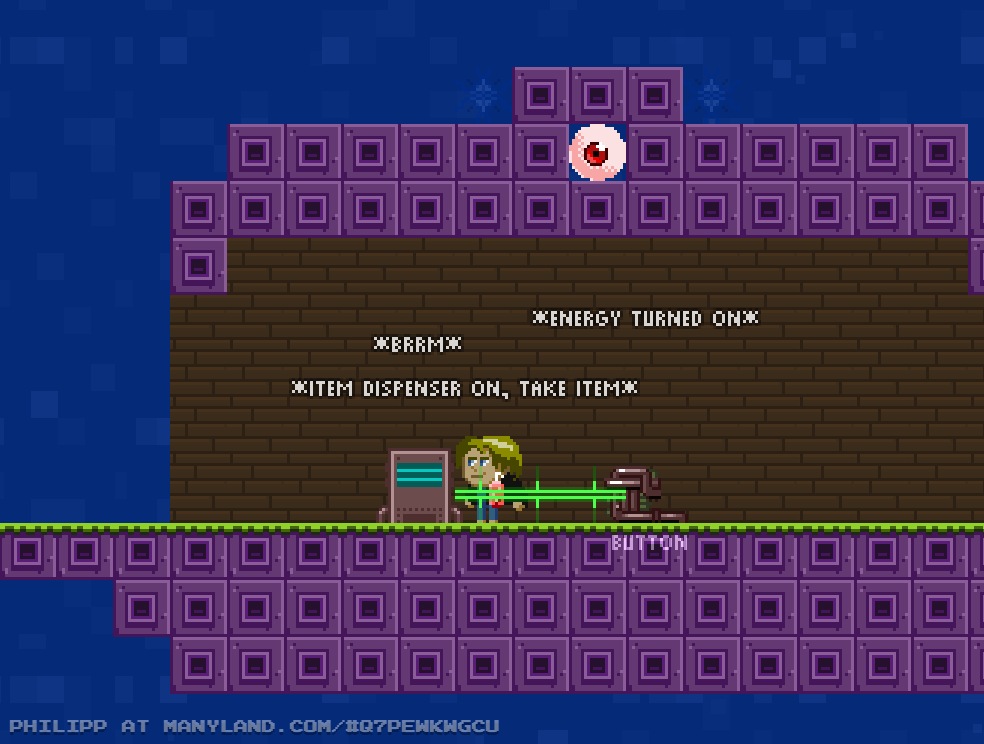 *ENERGY TURNED ON*
*BRRM*
*ITEM DISPENSER ON, TAKE ITEM*
BUTTON
PHILIPP AT MANYLAND.COM/#Q7PEWKWGCU